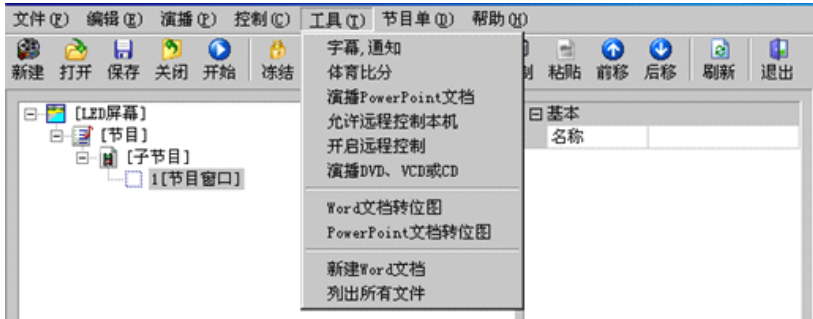 文件(F) 编辑(E) 演播(P) 控制(C) 工具(T) 节目单(D) 帮助(H)
新建 打开 保存 关闭 开始 冻结 粘贴 前移 后移 刷新 退出
字幕,通知
体育比分
演播PowerPoint文档
允许远程控制本机
开启远程控制
演播DVD、VCD或CD
Word文档转位图
PowerPoint文档转位图
新建Word文档
列出所有文件
[LED屏幕]
[节目]
[子节目]
1[节目窗口]
基本
名称